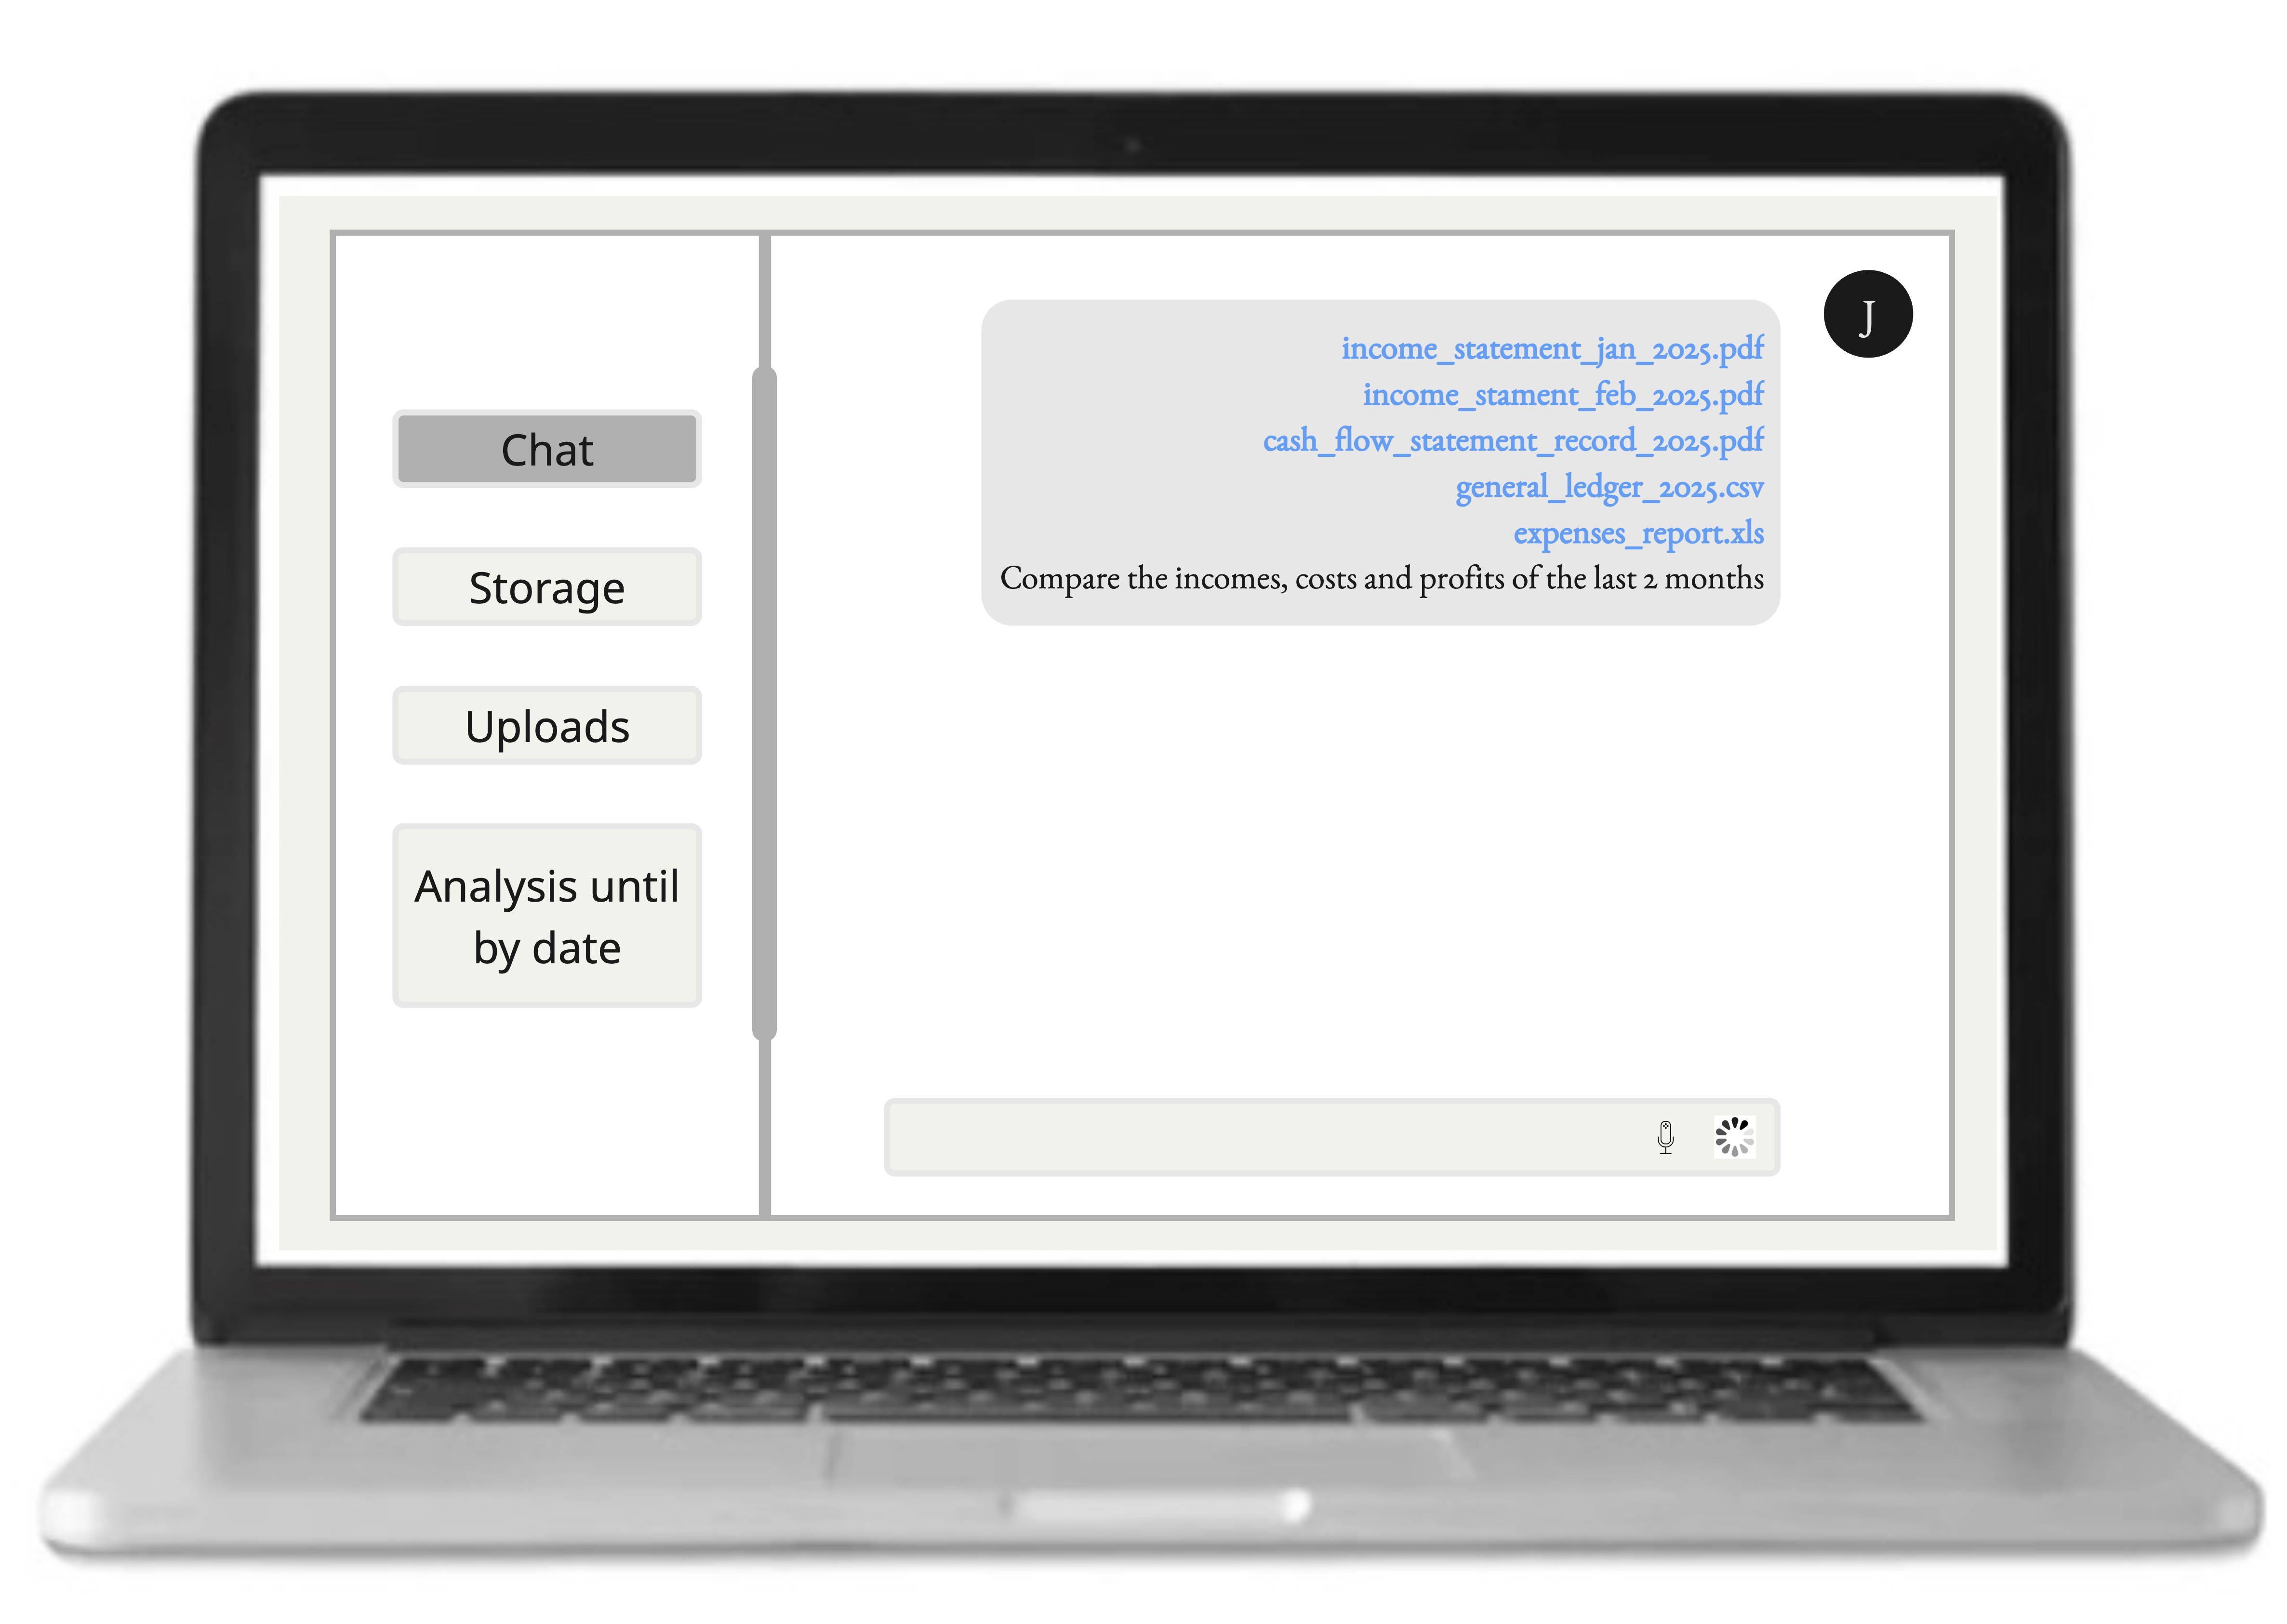 J
income_statement_jan_2025.pdf
income_stament_feb_2025.pdf
cash_flow_statement_record_2025.pdf
general_ledger_2025.csv
expenses_report.xls
Compare the incomes, costs and profits of the last 2 months
Chat
Storage
Uploads
Analysis until
by date